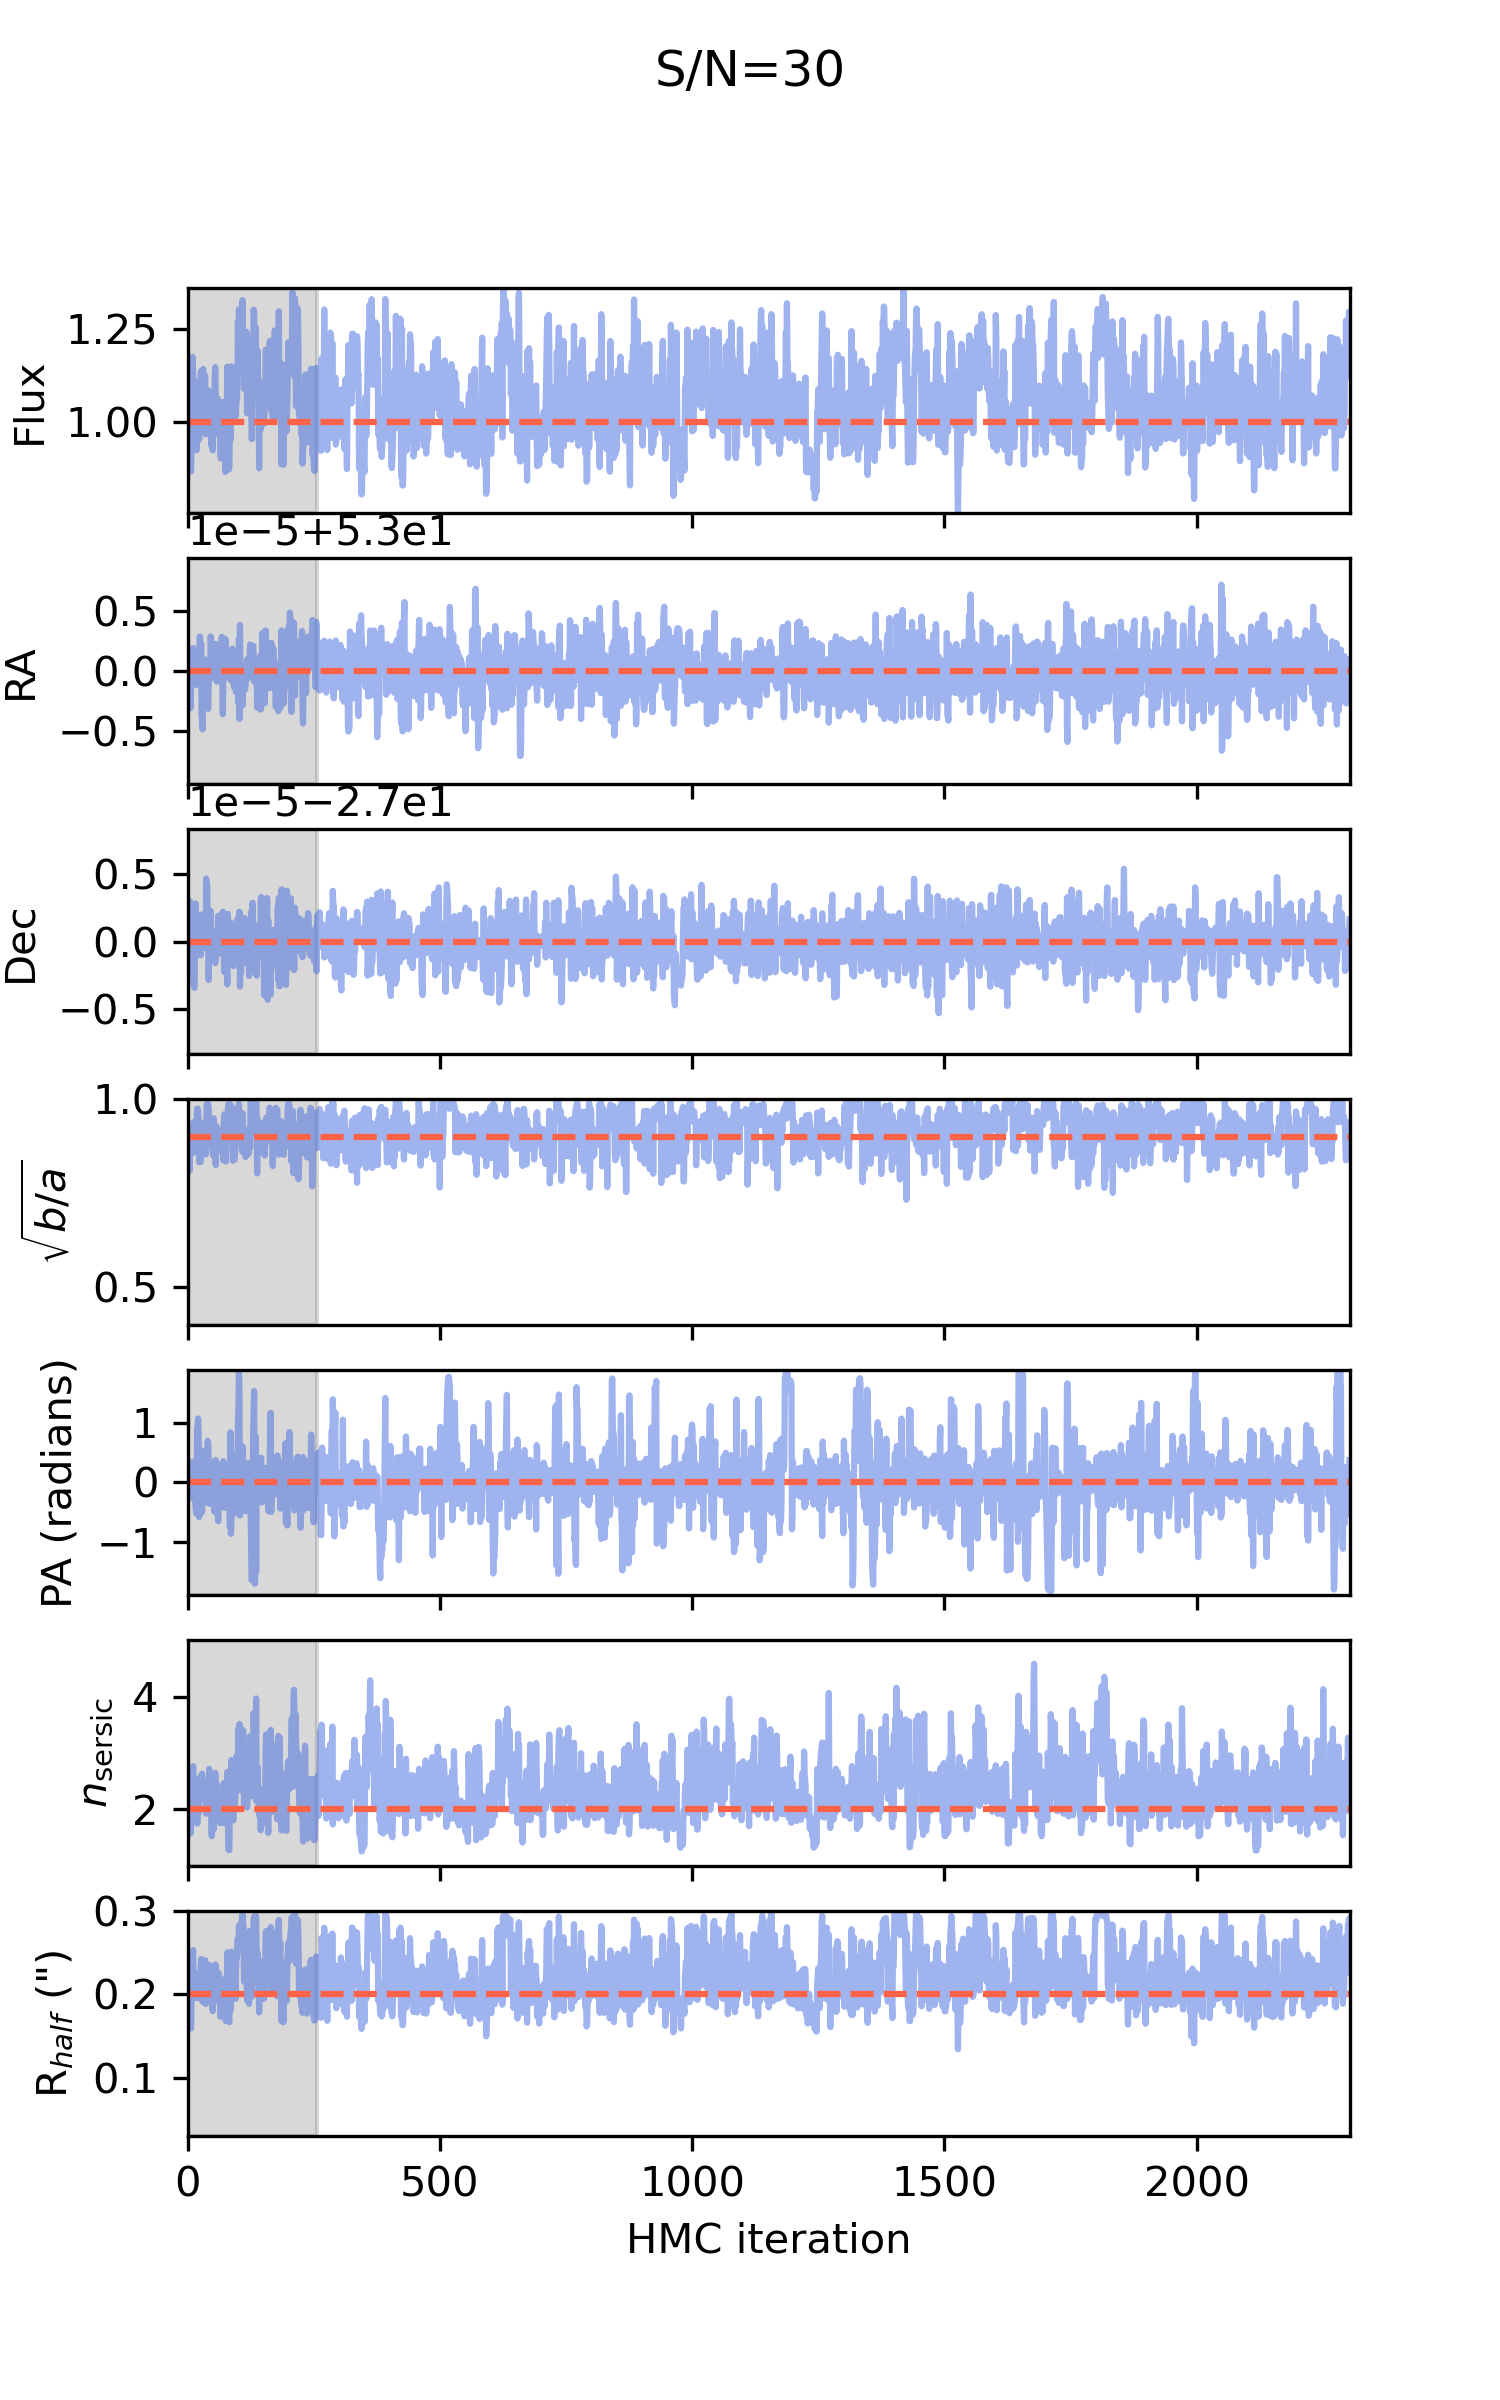 S/N=30
Flux
1.25
1.00
1e−5+5.3e1
RA
0.5
0.0
−0.5
1e−5−2.7e1
Dec
0.5
0.0
−0.5
√b/a
1.0
0.5
PA (radians)
1
0
−1
nsersic
4
2
Rhalf (")
0.3
0.2
0.1
0 500 1000 1500 2000
HMC iteration